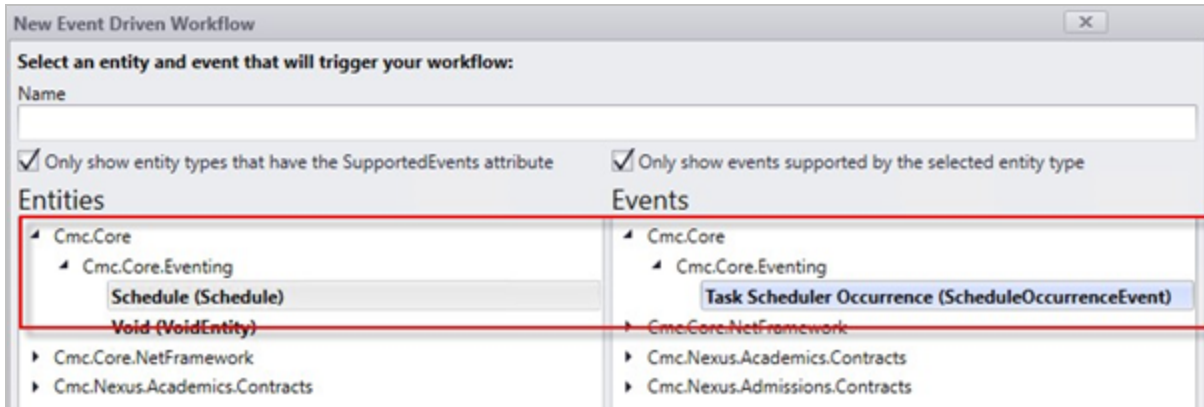 New Event Driven Workflow
Select an entity and event that will trigger your workflow:
Name
Only show entity types that have the SupportedEvents attribute
Only show events supported by the selected entity type
Entities
Events
Cmc.Core
Cmc.Core.Eventing
Schedule (Schedule)
Void (VoidEntity)
Cmc.Core.NetFramework
Cmc.Nexus.Academics.Contracts
Cmc.Core
Cmc.Core.Eventing
Task Scheduler Occurrence (ScheduleOccurrenceEvent)
Cmc.Core.NetFramework
Cmc.Nexus.Academics.Contracts
Cmc.Nexus.Admissions.Contracts